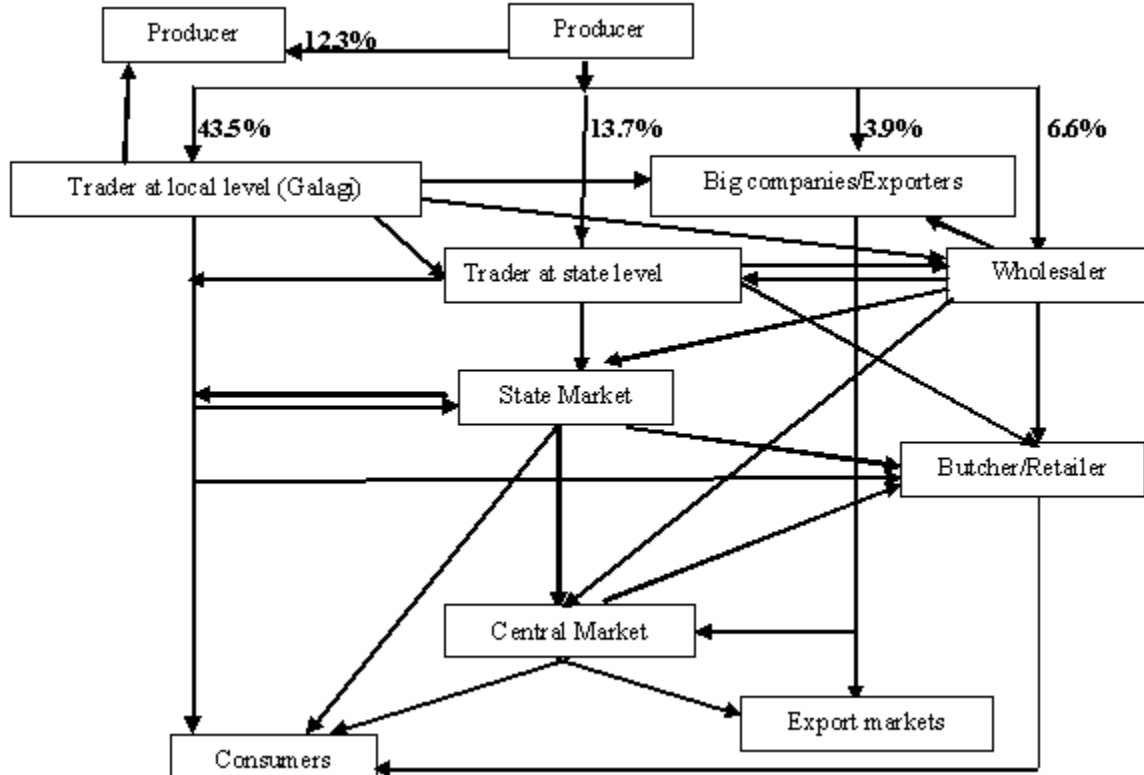 Producer
Producer
12.3%
43.5%
13.7%
3.9%
6.6%
Trader at local level (Galagi)
Big companies/Exporters
Trader at state level
Wholesaler
State Market
Butcher/Retailer
Central Market
Export markets
Consumers